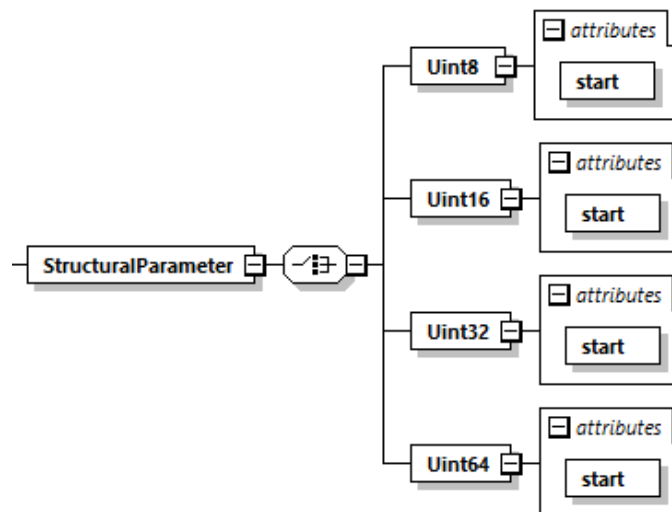 attributes
Uint8
start
attributes
Uint16
start
StructuralParameter
attributes
Uint32
start
attributes
Uint64
start